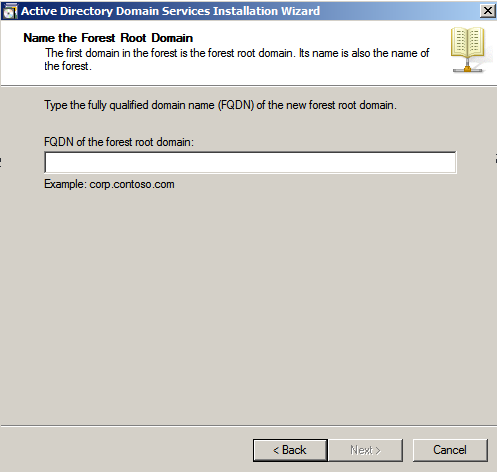 Active Directory Domain Services Installation Wizard
Name the Forest Root Domain
The first domain in the forest is the forest root domain. Its name is also the name of
the forest.
Type the fully qualified domain name (FQDN) of the new forest root domain.
FQDN of the forest root domain:
Example: corp.contoso.com
< Back
Next >
Cancel